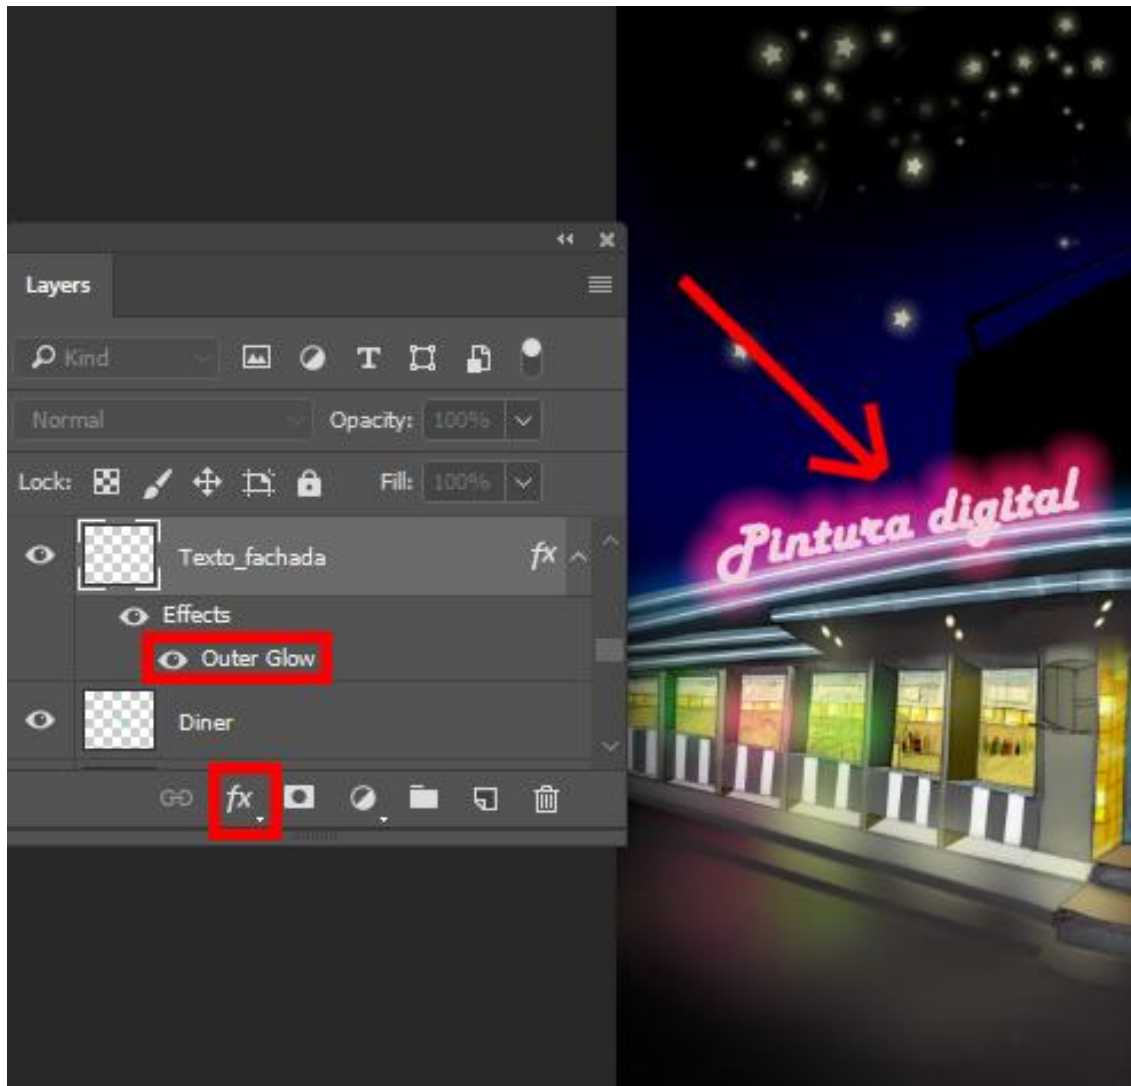 Layers
Kind
Normal
Opacity: 100%
Lock:
Fill: 100%
Texto_fachada
fx
Effects
Outer Glow
Diner
fx
Pintura digital